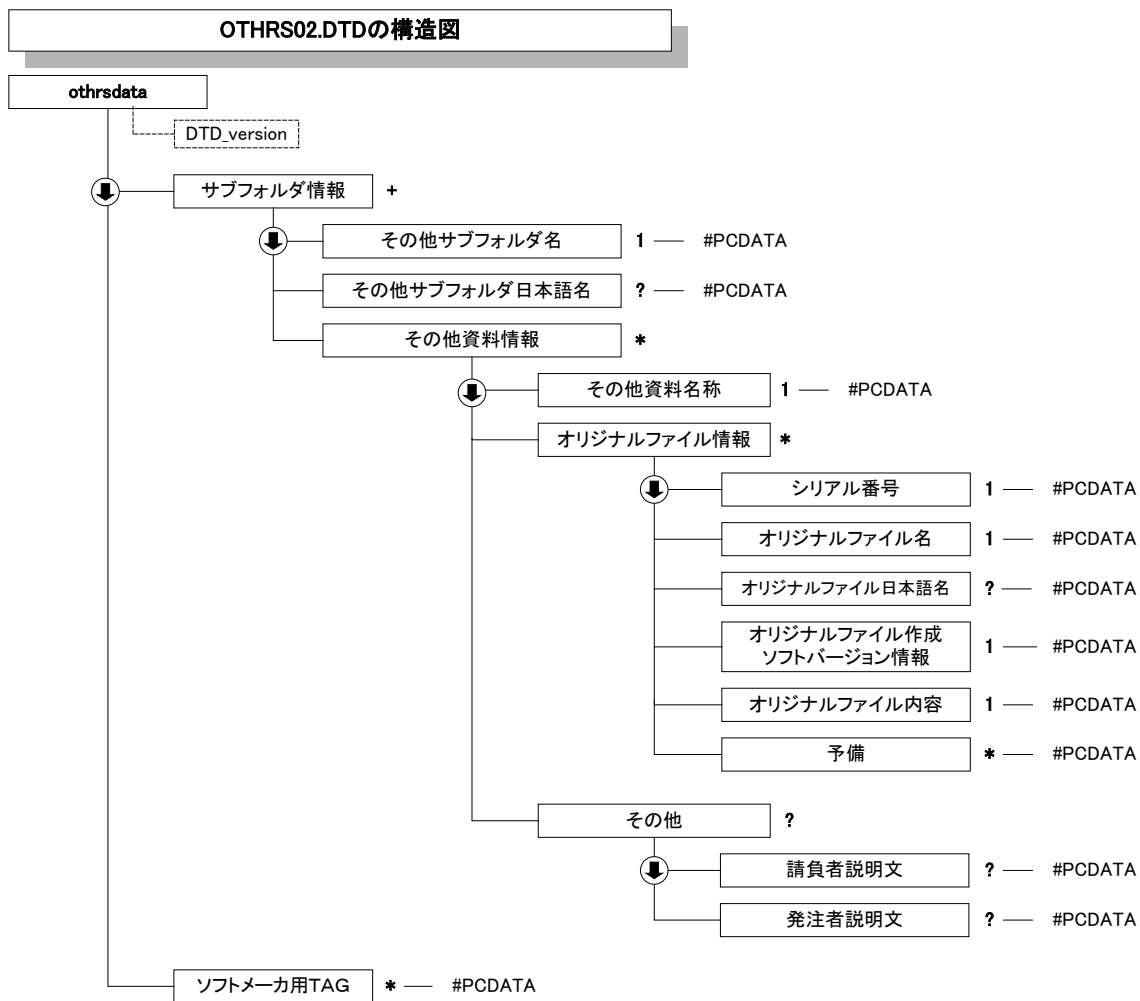 OTHRS02.DTDの構造図
othrsdata
DTD_version
サブフォルダ情報 +
その他サブフォルダ名 1 #PCDATA
その他サブフォルダ日本語名 ? #PCDATA
その他資料情報 *
その他資料名称 1 #PCDATA
オリジナルファイル情報 *
シリアル番号 1 #PCDATA
オリジナルファイル名 1 #PCDATA
オリジナルファイル日本語名 ? #PCDATA
オリジナルファイル作成
ソフトバージョン情報 1 #PCDATA
オリジナルファイル内容 1 #PCDATA
予備 * #PCDATA
その他 ?
請負者説明文 ? #PCDATA
発注者説明文 ? #PCDATA
ソフトメーカ用TAG * #PCDATA